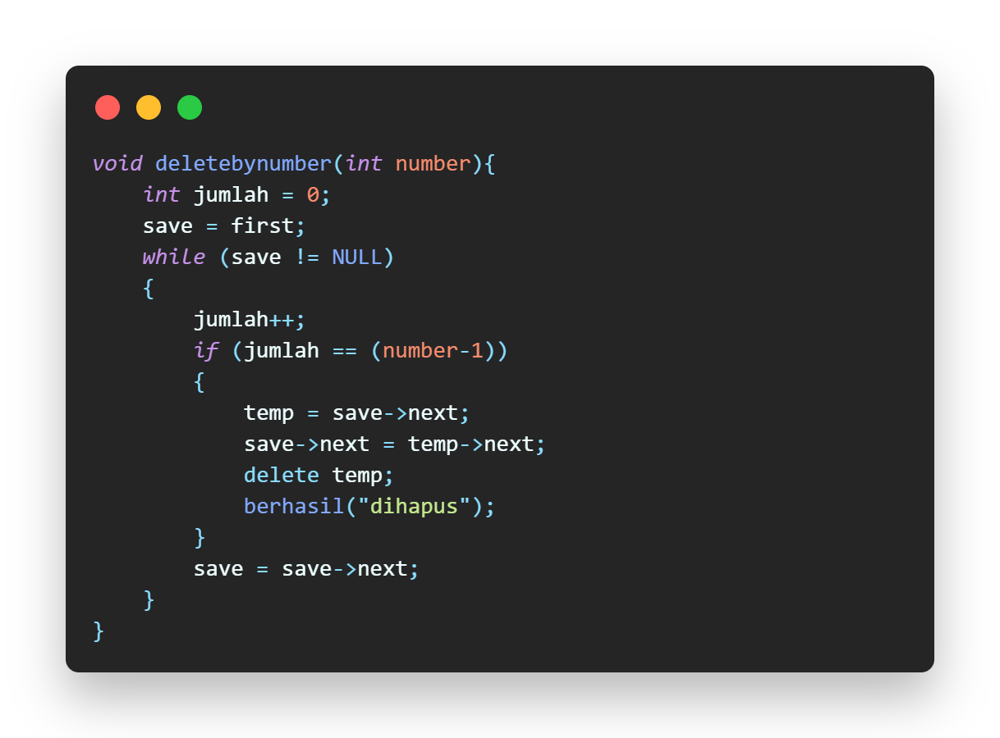 void deletebynumber(int number){
    int jumlah = 0;
    save = first;
    while (save != NULL)
    {
        jumlah++;
        if (jumlah == (number-1))
        {
            temp = save->next;
            save->next = temp->next;
            delete temp;
            berhasil("dihapus");
        }
        save = save->next;
    }
}